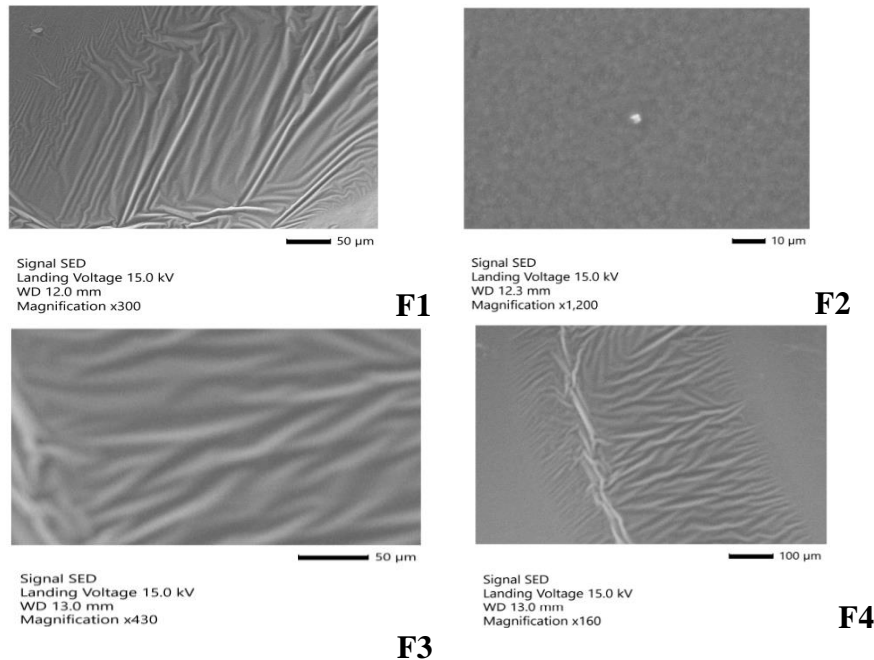 50 µm
Signal SED
Landing Voltage 15.0 kV
WD 12.0 mm
Magnification x300
F1
10 µm
Signal SED
Landing Voltage 15.0 kV
WD 12.3 mm
Magnification x1,200
F2
50 µm
Signal SED
Landing Voltage 15.0 kV
WD 13.0 mm
Magnification x430
F3
100 µm
Signal SED
Landing Voltage 15.0 kV
WD 13.0 mm
Magnification x160
F4